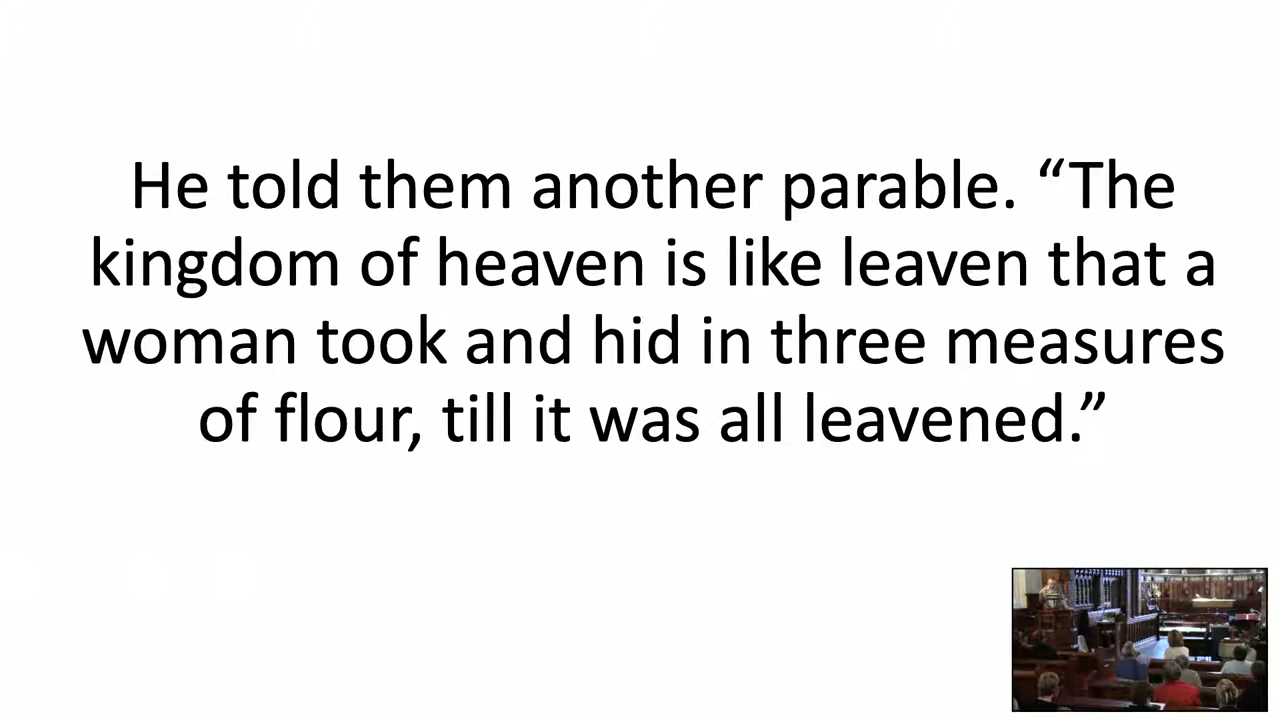 He told them another parable. “The
kingdom of heaven is like leaven that a
woman took and hid in three measures
of flour, till it was all leavened.”